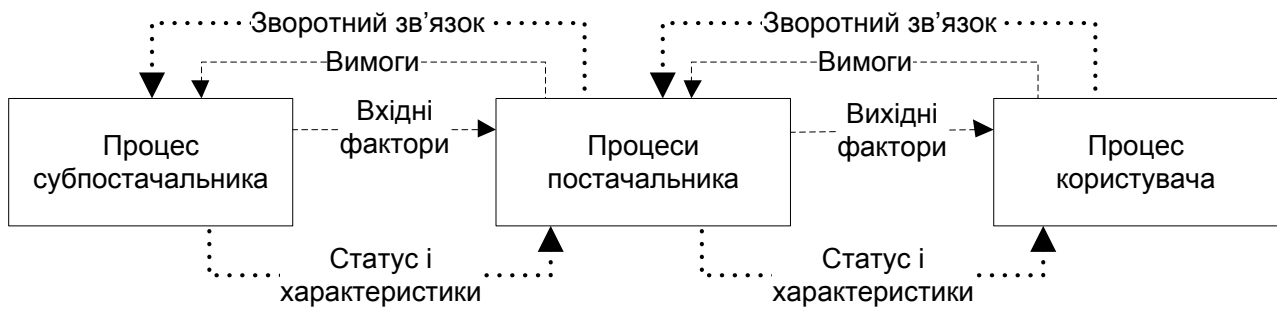 Зворотний зв’язок
Зворотний зв’язок
Вимоги
Вимоги
Процес
субпостачальника
Вхідні
фактори
Процеси
постачальника
Вихідні
фактори
Процес
користувача
Статус і
характеристики
Статус і
характеристики